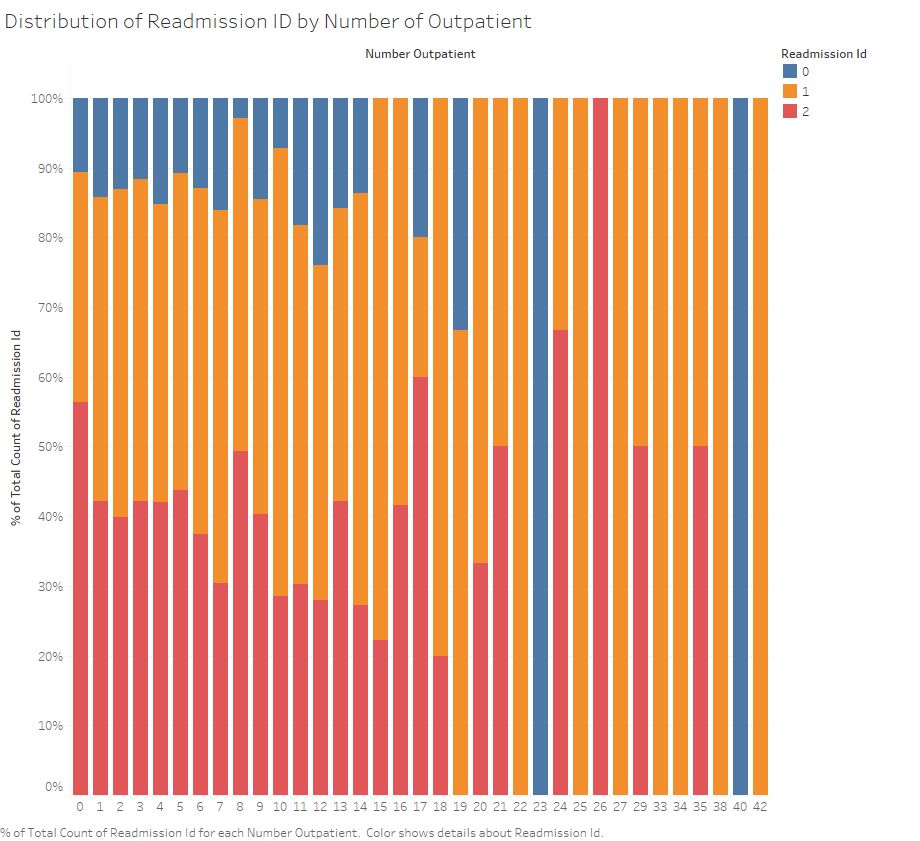 Distribution of Readmission ID by Number of Outpatient
Number Outpatient
Readmission Id
0
1
2
% of Total Count of Readmission Id
100%
90%
80%
70%
60%
50%
40%
30%
20%
10%
0%
0 1 2 3 4 5 6 7 8 9 10 11 12 13 14 15 16 17 18 19 20 21 22 23 24 25 26 27 29 33 34 35 38 40 42
% of Total Count of Readmission Id for each Number Outpatient. Color shows details about Readmission Id.